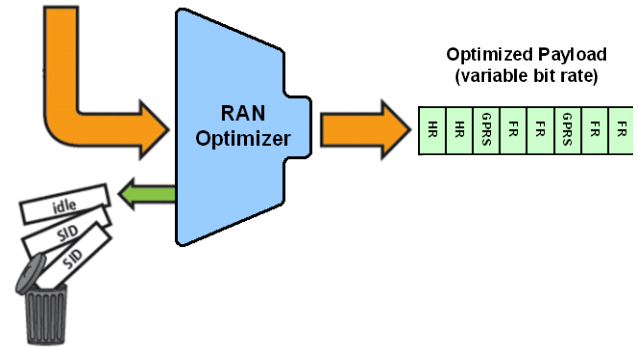 Optimized Payload
(variable bit rate)
RAN
Optimizer
HR
HR
GPRS
FR
FR
GPRS
FR
FR
idle
SID
SID